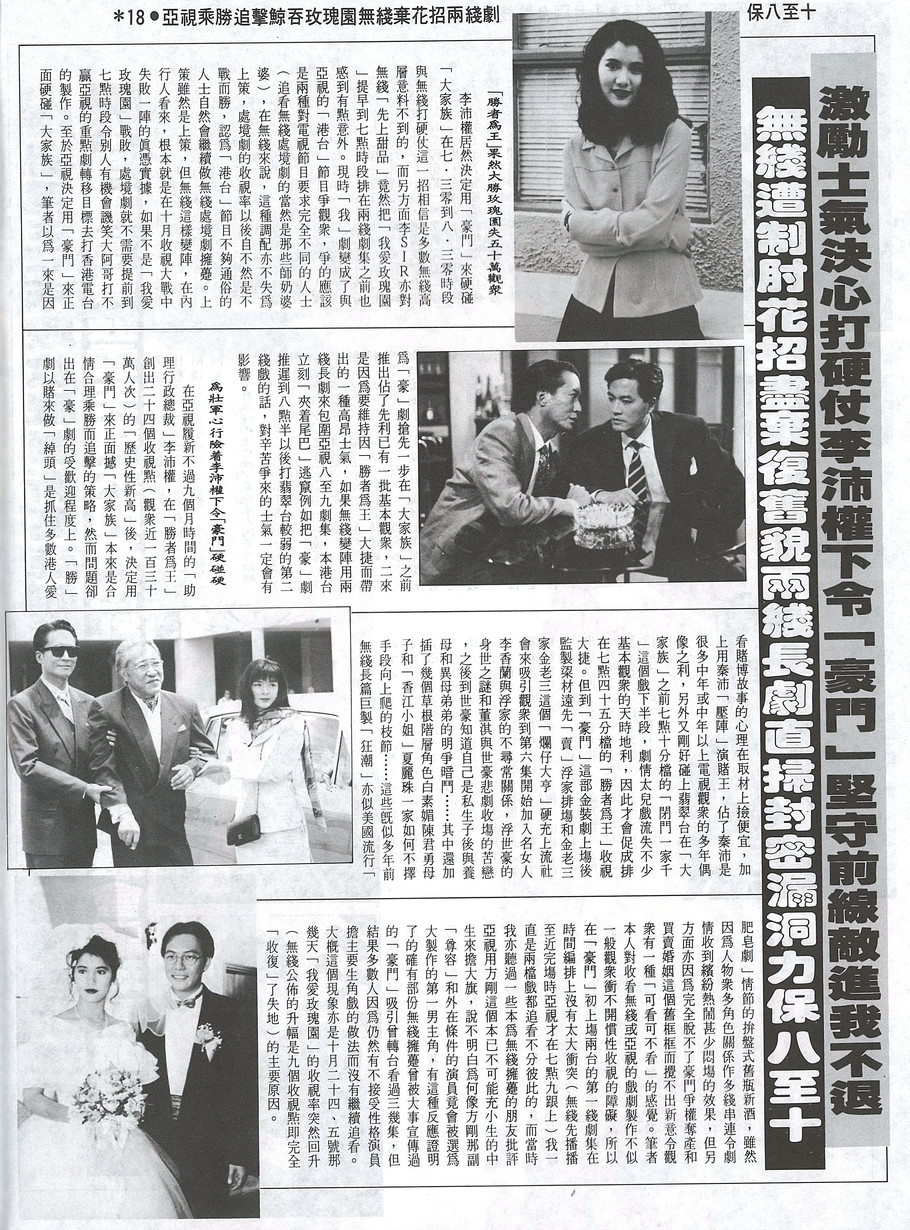 *18●亞視乘勝追擊鯨吞玫瑰園無綫棄花招兩綫劇
保八至十
激勵士氣決心打硬仗李沛權下令「豪門」堅守前線敵進我不退
無綫遭制肘花招盡棄復舊貌兩綫長劇直掃封密漏洞力保八至十
「勝者為王」果然大勝玫瑰園失五十萬觀衆
李沛權居然決定用「豪門」來硬碰
「大家族」在七·三零到八·三零時段
與無綫打硬仗這一招相信是多數無綫高
層意料不到的，而另方面李SIR亦對
無綫「先上甜品」竟然把「我愛玫瑰園
」提早到七點時段排在兩綫劇集之前也
感到有點意外。現時「我」劇變成了與
亞視的「港台」節目爭觀衆，爭的應該
是兩種對電視節目要求完全不同的人士
（追看無綫處境劇的當然是那些師奶婆
婆），在無綫來說，這種調配亦不失為
上策，處境劇的收視率以後自不然是不
戰而勝，認為「港台」節目不夠通俗的
人士自然會繼續做無綫處境劇擁躉。上
策雖然是上策，但無綫這樣變陣，在內
行人看來，根本就是在十月收視大戰中
失敗一陣的眞憑實據，如果不是「我愛
玫瑰園」戰敗，處境劇就不需要提前到
七點時段令別人有機會譏笑大阿哥打不
贏亞視的重點劇轉移目標去打香港電台
的製作。至於亞視決定用「豪門」來正
面硬碰「大家族」，筆者以爲一來是因
為「豪」劇搶先一步在「大家族」之前
推出佔了先利已有一批基本觀衆，二來
是因為要維持因「勝者為王」大捷而帶
出的一種高昂士氣，如果無綫變陣用兩
綫長劇來包圍亞視八至九劇集，本港台
立刻「夾着尾巴」逃竄例如把「豪」劇
推遲到八點半以後打翡翠台較弱的第二
綫戲的話，對辛苦爭來的士氣一定會有
影響。
為壯軍心行險着李沛權下令「豪門」硬碰硬
在亞視履新不過九個月時間的「助
理行政總裁」李沛權，在「勝者爲王」
創出二十四個收視點（觀衆近一百三十
萬人次）的「歷史性新高」後，決定用
「豪門」來正面撼「大家族」本來是合
情合理乘勝而追擊的策略，然而問題卻
出在「豪」劇的受歡迎程度上。「勝」
劇以賭來做「綽頭」是抓住多數港人愛
看賭博故事的心理在取材上撿便宜，加
上用秦沛「壓陣」演賭王，佔了秦沛是
很多中年或中年以上電視觀衆的多年偶
像之利，另外又剛好碰上翡翠台在「大
家族」之前七點十分檔的「閉門一家千
」這個戲下半段，劇情太兒戲流失不少
基本觀衆的天時地利，因此才會促成排
在七點四十五分檔的「勝者爲王」收視
大捷。但到「豪門」這部金裝劇上場後
監製梁材遠先「賣」浮家排塲和金老三
家金老三這個「爛仔大亨」硬充上流社
會來吸引觀衆到第六集開始加入名女人
李香蘭與浮家的不尋常關係，浮世豪的
身世之謎和董淇與世豪悲劇收塲的苦戀
，之後到世豪知道自己是私生子後與養
母和異母弟弟的明爭暗鬥……其中還加
插了幾個草根階層角色白素媚陳君勇母
子和「香江小姐」夏麗珠一家如何不擇
手段向上爬的枝節……這些旣似多年前
無綫長篇巨製「狂潮」亦似美國流行「
肥皂劇」情節的拚盤式舊瓶新酒，雖然
因爲人物衆多角色關係作多綫串連令劇
情收到繽紛熱鬧甚少悶塲的效果，但另
方面亦因爲完全脫不了豪門爭權奪產和
買賣婚姻這個舊框框而攪不出新意令觀
衆有一種「可看可不看」的感覺。筆者
本人對收看無綫或亞視的戲劇製作不似
一般觀衆衝不開慣性收視的障礙，所以
在「豪門」初上塲兩台的第一綫劇集在
時間編排上沒有太大衝突（無綫先播播
至近完塲時亞視才在七點九跟上）我一
直是兩檔戲都追看不分彼此的，而當時
我亦聽過一些本爲無綫擁躉的朋友批評
亞視用方剛這個本已不可能充小生的中
生來擔大旗，說不明白爲何像方剛那副
「尊容」和外在條件的演員竟會被選爲
大製作的第一男主角，有這種反應證明
了的確有部份無綫擁躉曾被大事宣傳過
的「豪門」吸引曾轉台看過三幾集，但
結果多數人因爲仍然有不接受性格演員
擔主要生角戲的做法而沒有繼續追看。
大概這個現象亦是十月二十四、五號那
幾天「我愛玫瑰園」的收視率突然回升
（無綫公佈的升幅是九個收視點即完全
「收復」了失地）的主要原因。